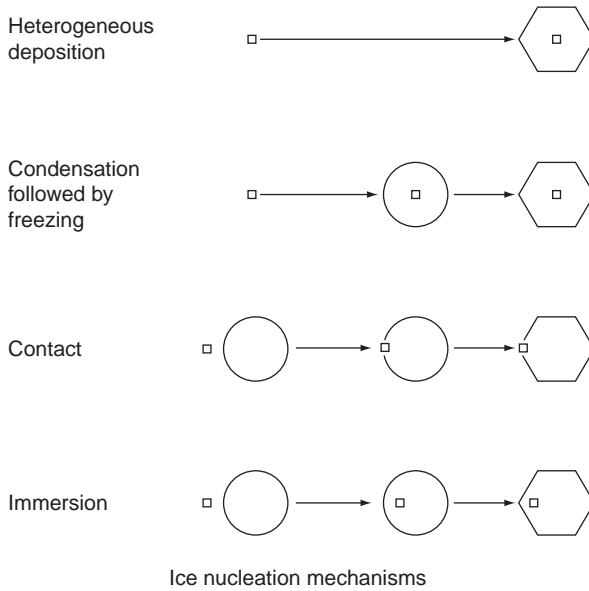 Heterogeneous
deposition
Condensation
followed by
freezing
Contact
Immersion
Ice nucleation mechanisms